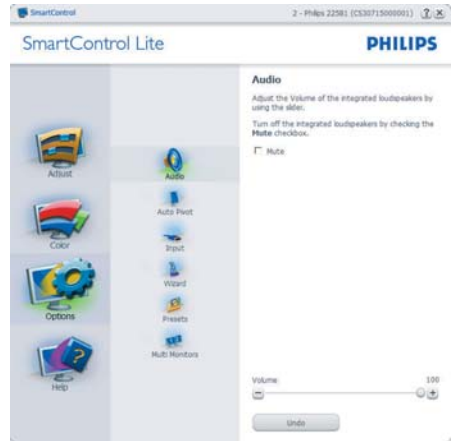 SmartControl
2 - Philips 225B1 (CS30715000001)
SmartControl Lite
PHILIPS
Adjust
Color
Options
Help
Audio
Auto Pivot
Input
Wizard
Presets
Multi Monitors
Audio
Adjust the Volume of the integrated loudspeakers by
using the slider.
Turn off the integrated loudspeakers by checking the
Mute checkbox.
Mute
Volume 100
Undo